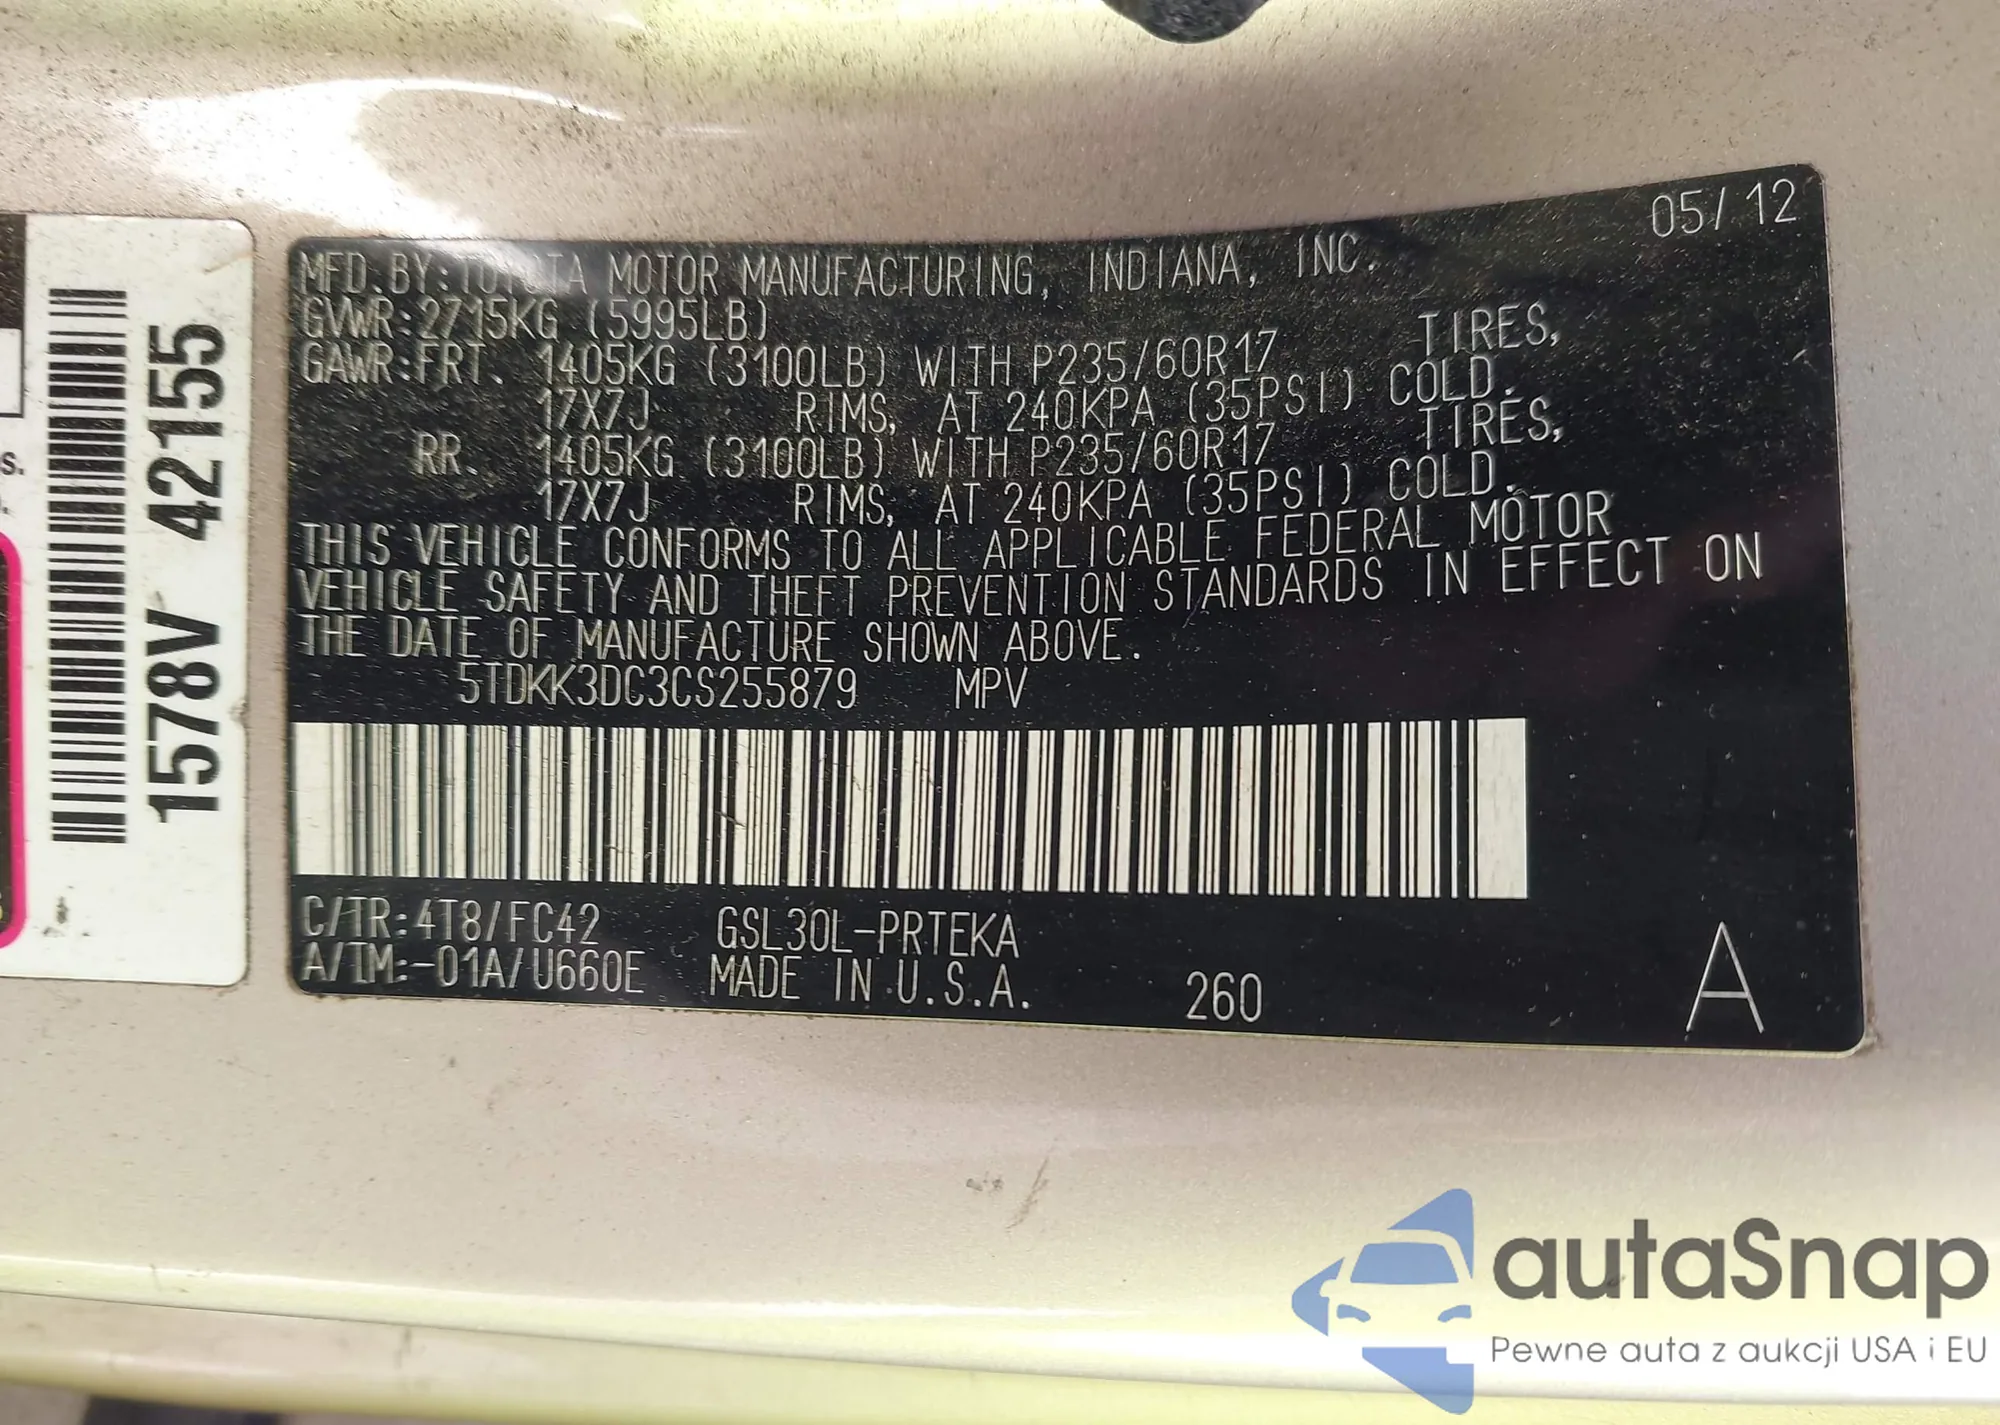 05/12
MFD.BY:TOYOTA MOTOR MANUFACTURING, INDIANA, INC.
GVWR:2715KG (5995LB)
GAWR:FRT. 1405KG (3100LB) WITH P235/60R17 TIRES,
17X7J RIMS, AT 240KPA (35PSI) COLD.
RR. 1405KG (3100LB) WITH P235/60R17 TIRES,
17X7J RIMS, AT 240KPA (35PSI) COLD.
THIS VEHICLE CONFORMS TO ALL APPLICABLE FEDERAL MOTOR
VEHICLE SAFETY AND THEFT PREVENTION STANDARDS IN EFFECT ON
THE DATE OF MANUFACTURE SHOWN ABOVE.
5TDKK3DC3CS255879 MPV
C/TR:4T8/FC42 GSL30L-PRTEKA
A/TM:-01A/U660E MADE IN U.S.A. 260 A
1578V 42155
autaSnap
Pewne auta z aukcji USA i EU